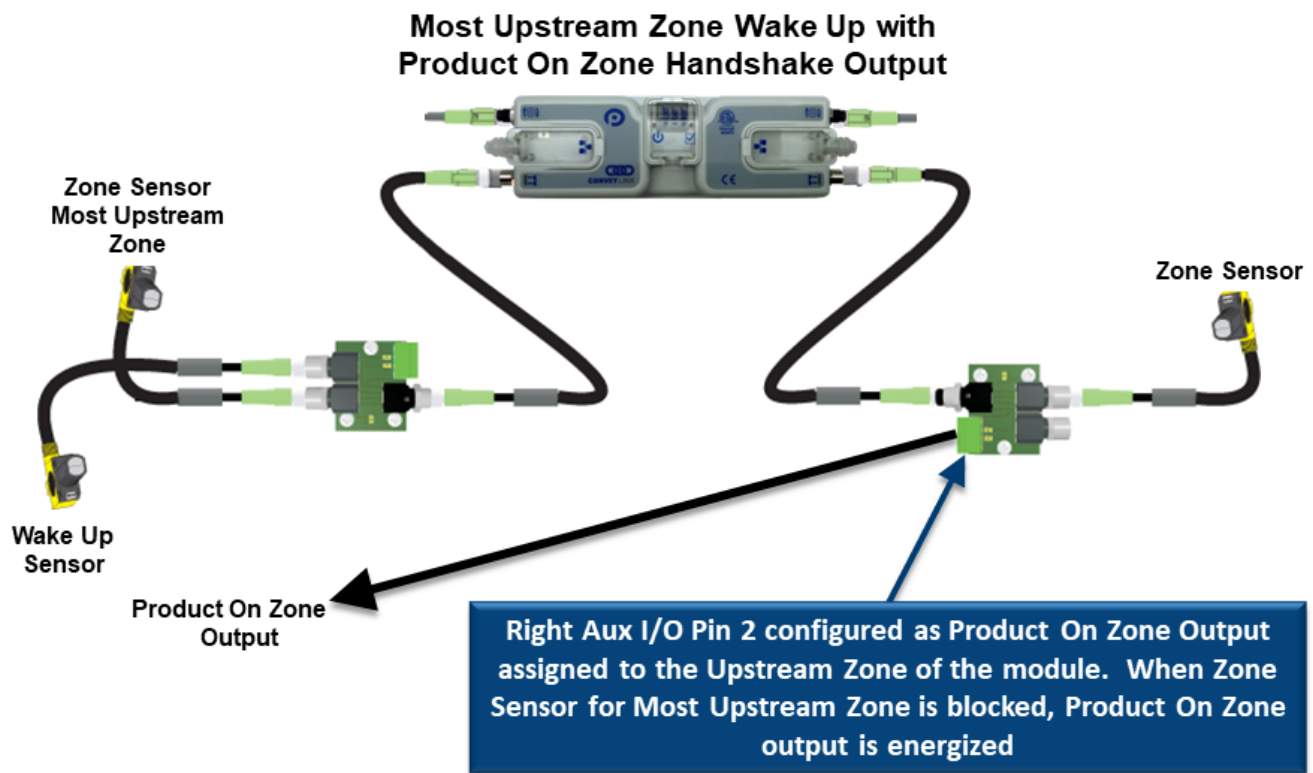 Most Upstream Zone Wake Up with
Product On Zone Handshake Output
CONVEYLINX
CE
Zone Sensor
Most Upstream
Zone
Zone Sensor
Wake Up
Sensor
Product On Zone
Output
Right Aux I/O Pin 2 configured as Product On Zone Output
assigned to the Upstream Zone of the module.  When Zone
Sensor for Most Upstream Zone is blocked, Product On Zone
output is energized